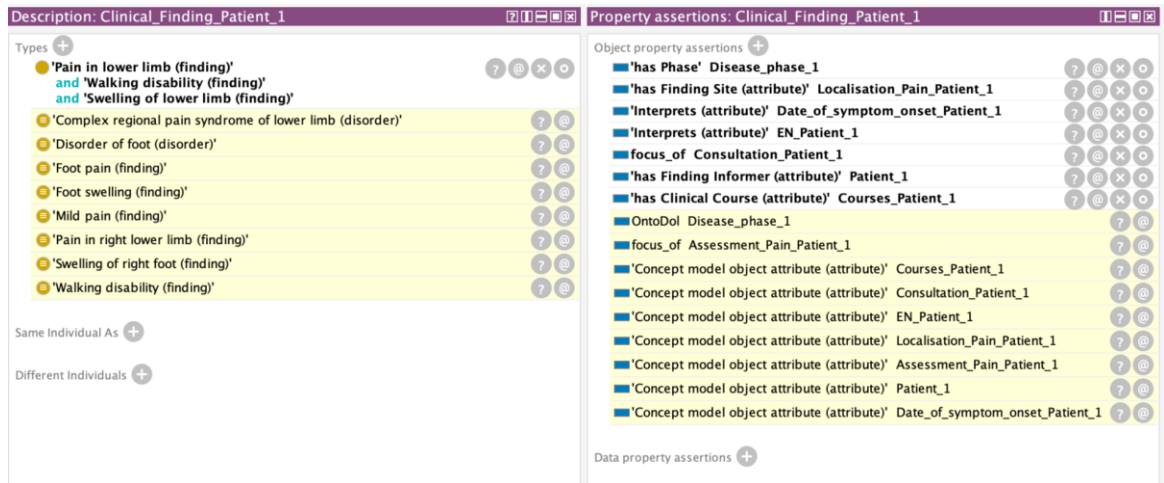 Description: Clinical_Finding_Patient_1
Types
'Pain in lower limb (finding)'
and 'Walking disability (finding)'
and 'Swelling of lower limb (finding)'
'Complex regional pain syndrome of lower limb (disorder)'
'Disorder of foot (disorder)'
'Foot pain (finding)'
'Foot swelling (finding)'
'Mild pain (finding)'
'Pain in right lower limb (finding)'
'Swelling of right foot (finding)'
'Walking disability (finding)'
Same Individual As
Different Individuals
Property assertions: Clinical_Finding_Patient_1
Object property assertions
'has Phase' Disease_phase_1
'has Finding Site (attribute)' Localisation_Pain_Patient_1
'Interprets (attribute)' Date_of_symptom_onset_Patient_1
'Interprets (attribute)' EN_Patient_1
focus_of Consultation_Patient_1
'has Finding Informer (attribute)' Patient_1
'has Clinical Course (attribute)' Courses_Patient_1
OntoDol Disease_phase_1
focus_of Assessment_Pain_Patient_1
'Concept model object attribute (attribute)' Courses_Patient_1
'Concept model object attribute (attribute)' Consultation_Patient_1
'Concept model object attribute (attribute)' EN_Patient_1
'Concept model object attribute (attribute)' Localisation_Pain_Patient_1
'Concept model object attribute (attribute)' Assessment_Pain_Patient_1
'Concept model object attribute (attribute)' Patient_1
'Concept model object attribute (attribute)' Date_of_symptom_onset_Patient_1
Data property assertions